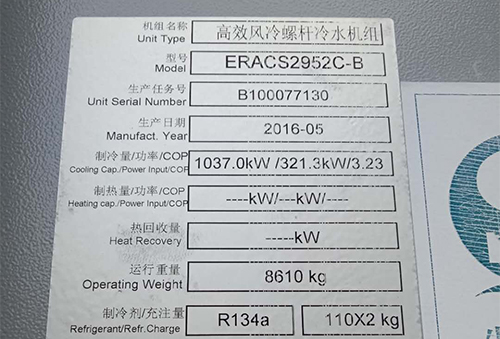 机组名称 高效风冷螺杆冷水机组
Unit Type
型号 ERACS2952C-B
Model
生产任务号 B100077130
Unit Serial Number
生产日期 2016-05
Manufact. Year
制冷量/功率/COP 1037.0kW /321.3kW/3.23
Cooling Cap./Power Input/COP
制热量/功率/COP ----kW/---kW/----
Heating cap./Power Input/COP
热回收量 -----kW
Heat Recovery
运行重量 8610 kg
Operating Weight
制冷剂/充注量 R134a 110X2 kg
Refrigerant/Refr.Charge